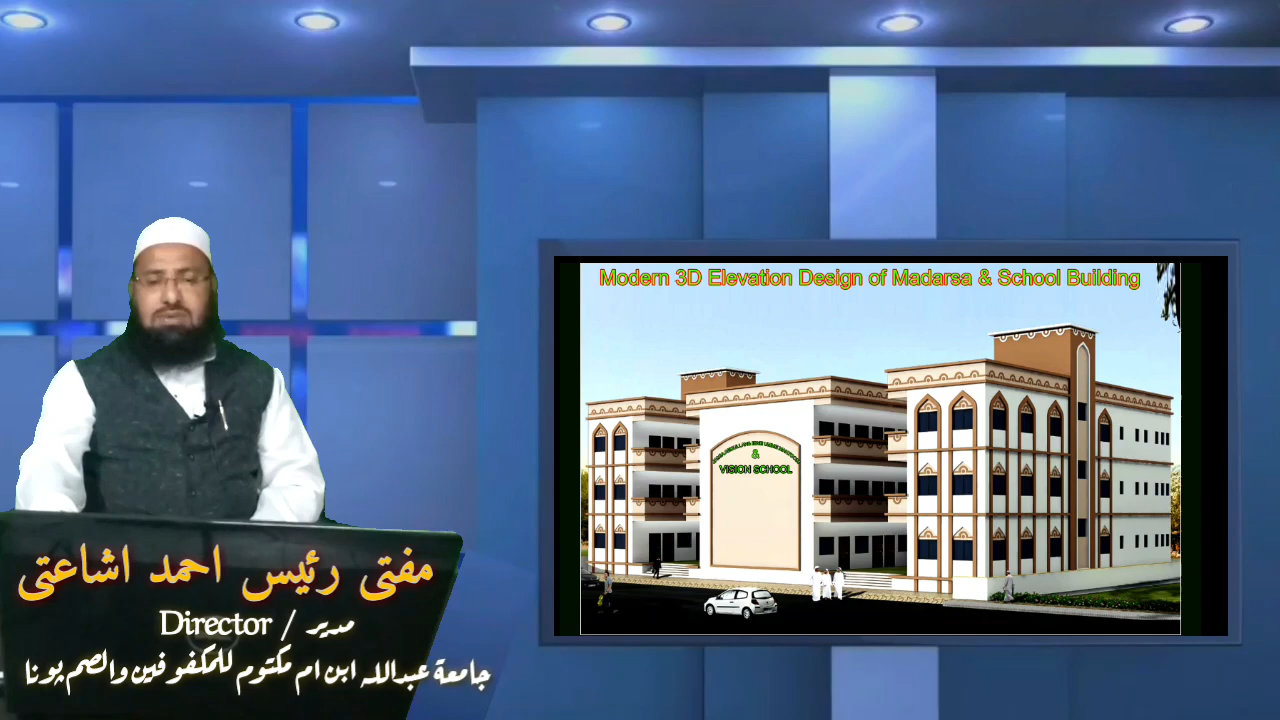 Modern 3D Elevation Design of Madarsa & School Building
&
VISION SCHOOL
مفتی رئیس احمد اشاعتی
مدیر / Director
جامعة عبداللہ ابن ام مکتوم للمکفوفین والصم پونا